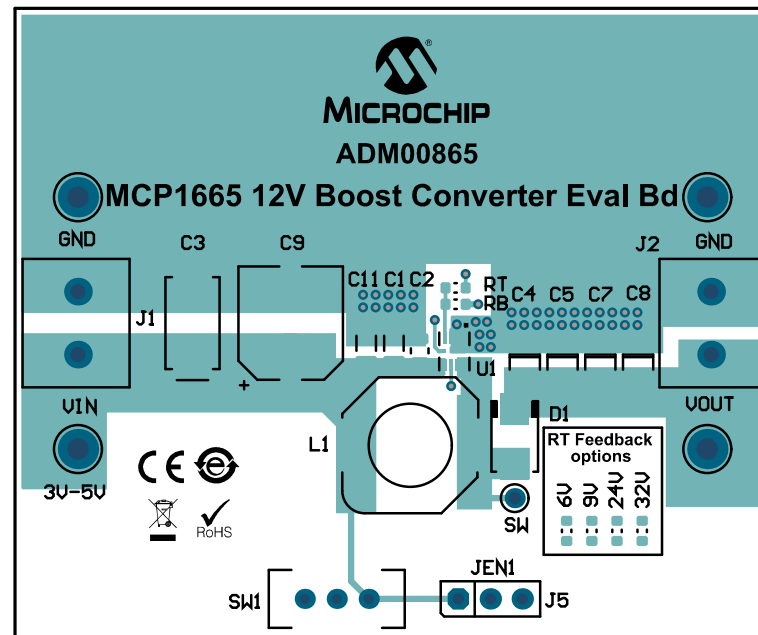 MICROCHIP
®
ADM00865
MCP1665 12V Boost Converter Eval Bd
GND
C3
C9
J2
GND
C11 C1 C2
RT
RB
C4 C5 C7 C8
J1
+
U1
VIN
L1
D1
VOUT
RT Feedback
options
6V 9V 24V 32V
3V-5V
CE
e
RoHS
SW
JEN1
SW1
J5